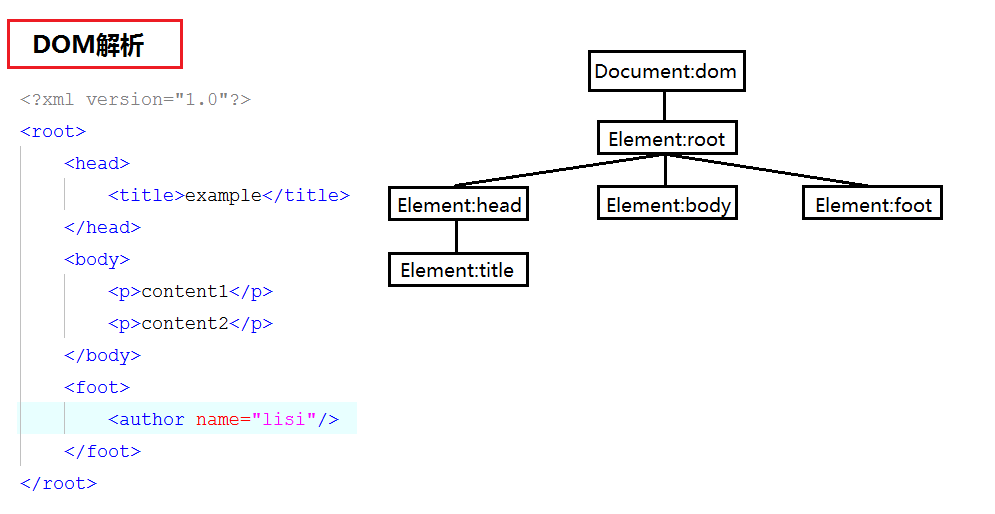 DOM解析
<?xml version="1.0"?>
<root>
<head>
<title>example</title>
</head>
<body>
<p>content1</p>
<p>content2</p>
</body>
<foot>
<author name="lisi"/>
</foot>
</root>
Document:dom
Element:root
Element:head
Element:body
Element:foot
Element:title